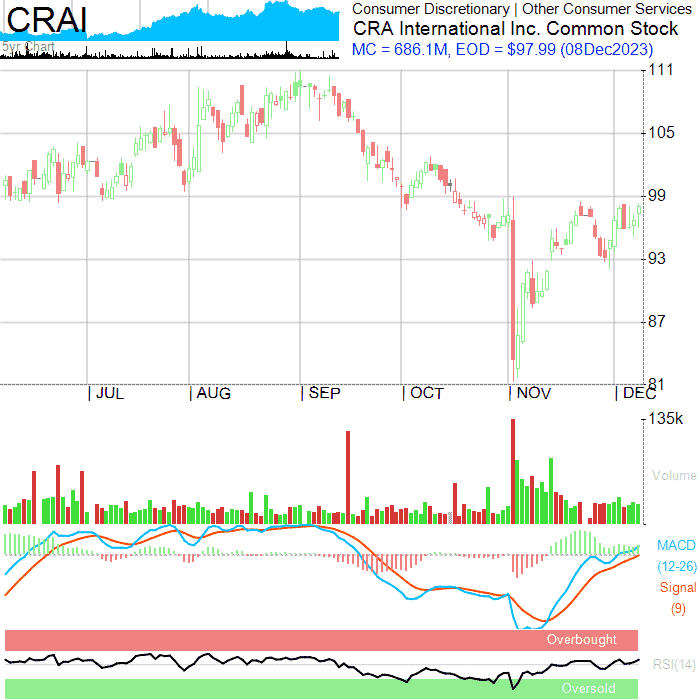 CRAI
5yr Chart
Consumer Discretionary | Other Consumer Services
CRA International Inc. Common Stock
MC = 686.1M, EOD = $97.99 (08Dec2023)
111
105
99
93
87
81
JUL AUG SEP OCT NOV DEC
135k
Volume
MACD
(12-26)
Signal
(9)
Overbought
RSI(14)
Oversold